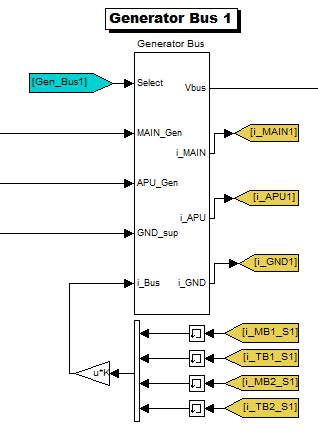 Generator Bus 1
Generator Bus
[Gen_Bus1]
Select
Vbus
MAIN_Gen
[i_MAIN1]
i_MAIN
APU_Gen
[i_APU1]
i_APU
GND_sup
[i_GND1]
i_Bus
i_GND
[i_MB1_S1]
[i_TB1_S1]
u*K
[i_MB2_S1]
[i_TB2_S1]